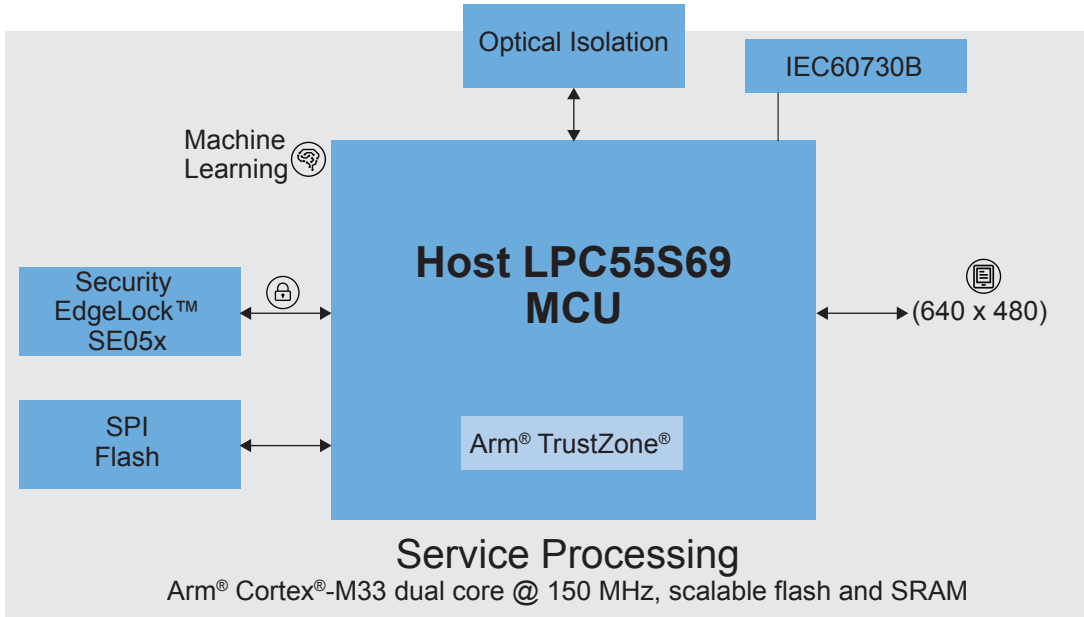 Optical Isolation
IEC60730B
Machine
Learning
Host LPC55S69
MCU
Security
EdgeLock™
SE05x
(640 x 480)
SPI
Flash
Arm® TrustZone®
Service Processing
Arm® Cortex®-M33 dual core @ 150 MHz, scalable flash and SRAM